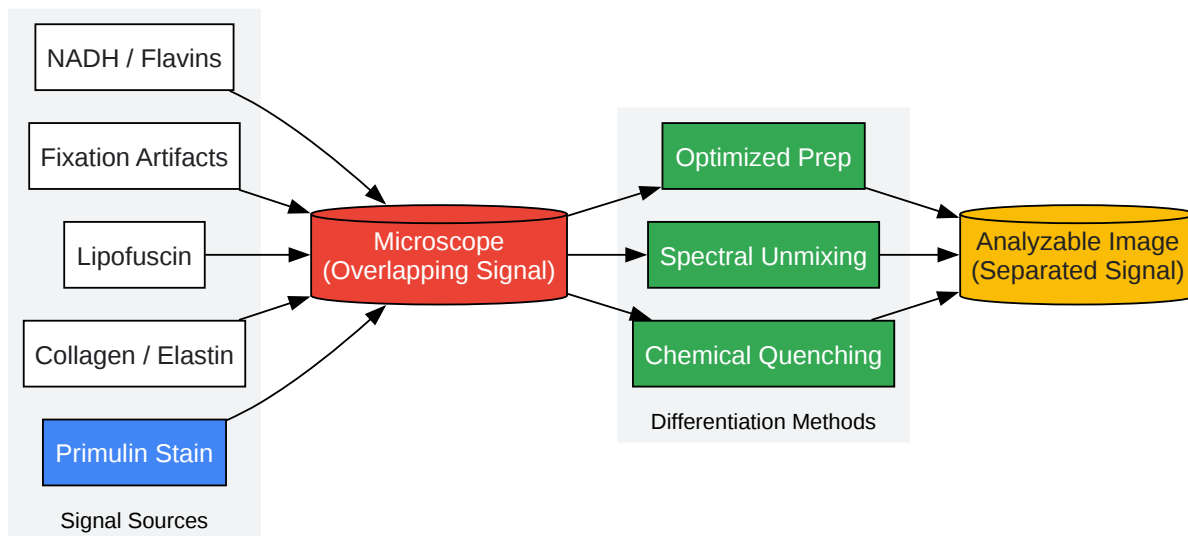 NADH / Flavins
Fixation Artifacts
Lipofuscin
Collagen / Elastin
Primulin Stain
Signal Sources
Microscope
(Overlapping Signal)
Optimized Prep
Spectral Unmixing
Chemical Quenching
Differentiation Methods
Analyzable Image
(Separated Signal)